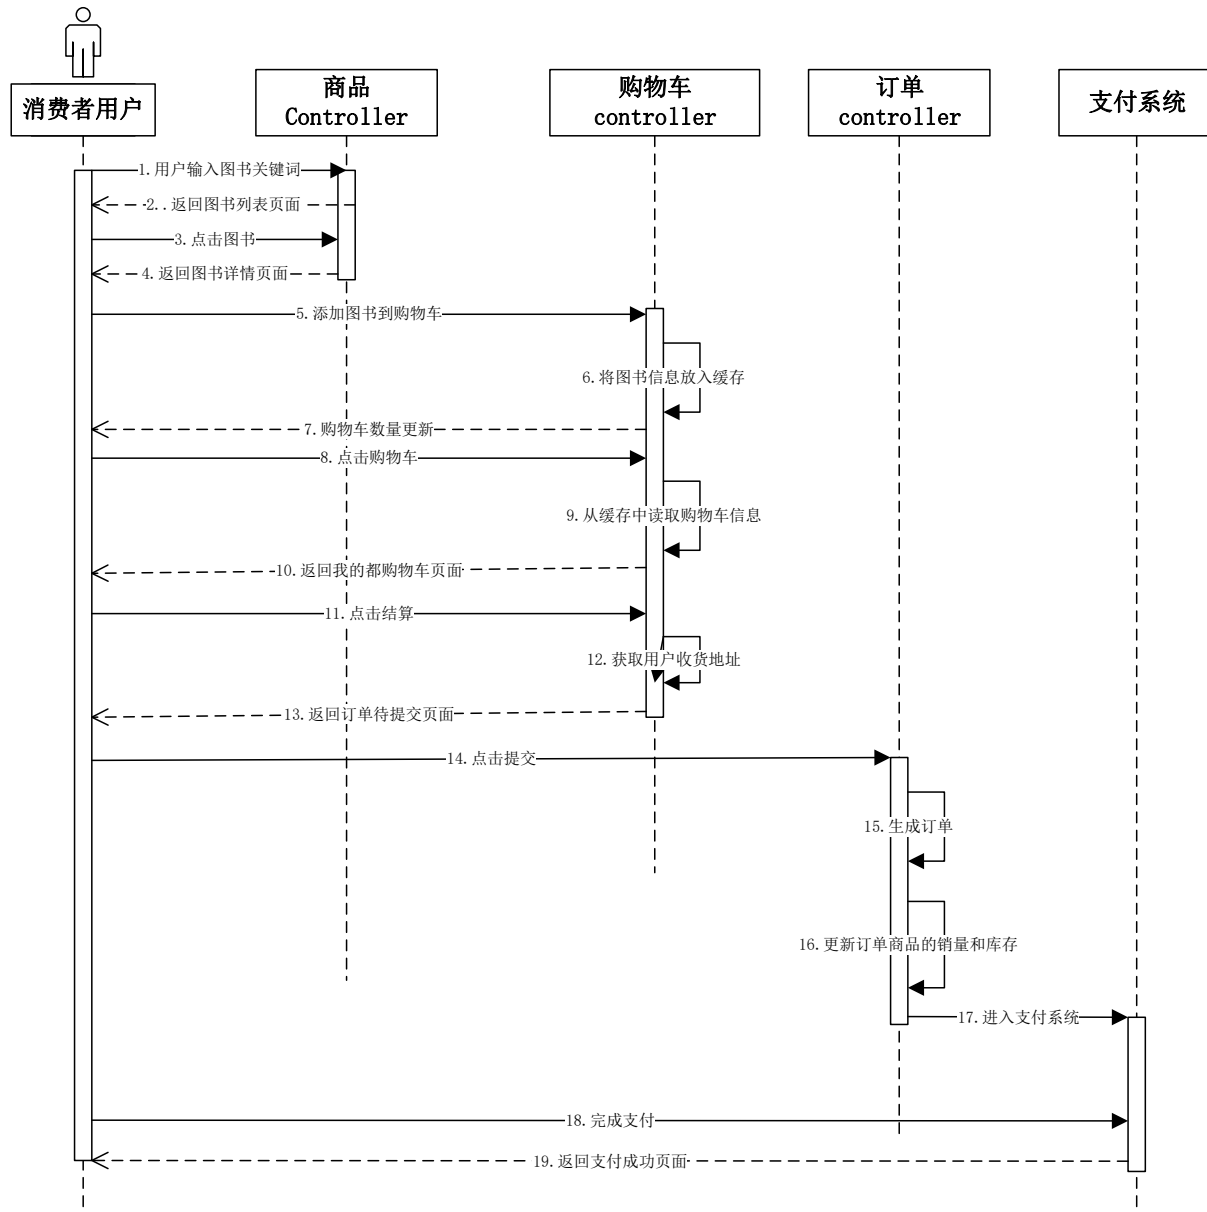 消费者用户
商品
Controller
购物车
controller
订单
controller
支付系统
1.用户输入图书关键词
2..返回图书列表页面
3.点击图书
4.返回图书详情页面
5.添加图书到购物车
6.将图书信息放入缓存
7.购物车数量更新
8.点击购物车
9.从缓存中读取购物车信息
10.返回我的都购物车页面
11.点击结算
12.获取用户收货地址
13.返回订单待提交页面
14.点击提交
15.生成订单
16.更新订单商品的销量和库存
17.进入支付系统
18.完成支付
19.返回支付成功页面